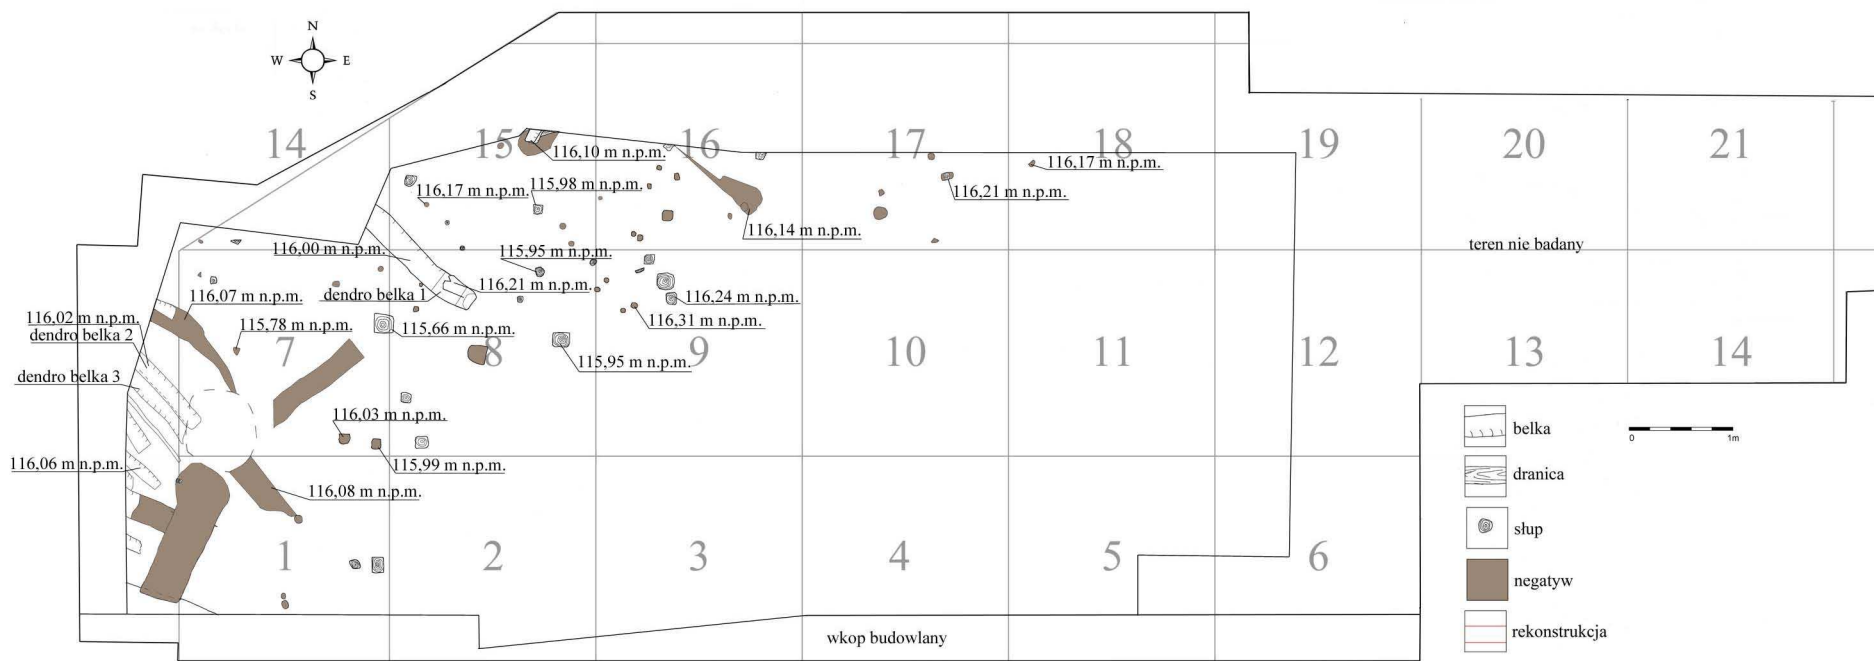 N
W E
S
14
15
16
17
18
19
20
21
116,10 m n.p.m.
116,17 m n.p.m.
116,17 m n.p.m.
115,98 m n.p.m.
116,21 m n.p.m.
116,14 m n.p.m.
teren nie badany
116,00 m n.p.m.
115,95 m n.p.m.
dendro belka 1
116,21 m n.p.m.
116,07 m n.p.m.
116,24 m n.p.m.
116,02 m n.p.m.
115,78 m n.p.m.
115,66 m n.p.m.
116,31 m n.p.m.
dendro belka 2
7
8
9
10
11
12
13
14
115,95 m n.p.m.
dendro belka 3
116,03 m n.p.m.
belka
0 1m
116,06 m n.p.m.
115,99 m n.p.m.
dranica
116,08 m n.p.m.
słup
1
2
3
4
5
6
negatyw
wkop budowlany
rekonstrukcja